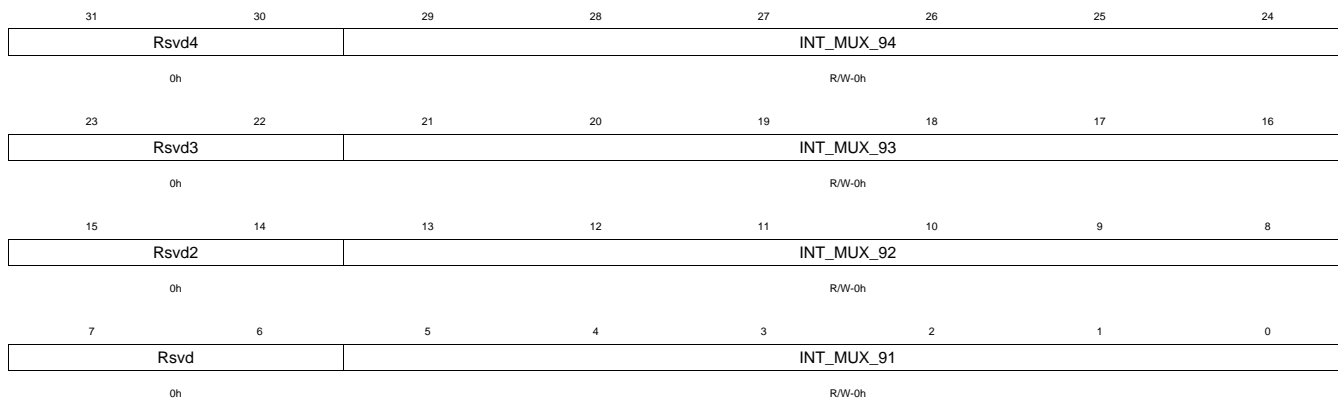 31 30 29 28 27 26 25 24
Rsvd4 INT_MUX_94
0h R/W-0h
23 22 21 20 19 18 17 16
Rsvd3 INT_MUX_93
0h R/W-0h
15 14 13 12 11 10 9 8
Rsvd2 INT_MUX_92
0h R/W-0h
7 6 5 4 3 2 1 0
Rsvd INT_MUX_91
0h R/W-0h